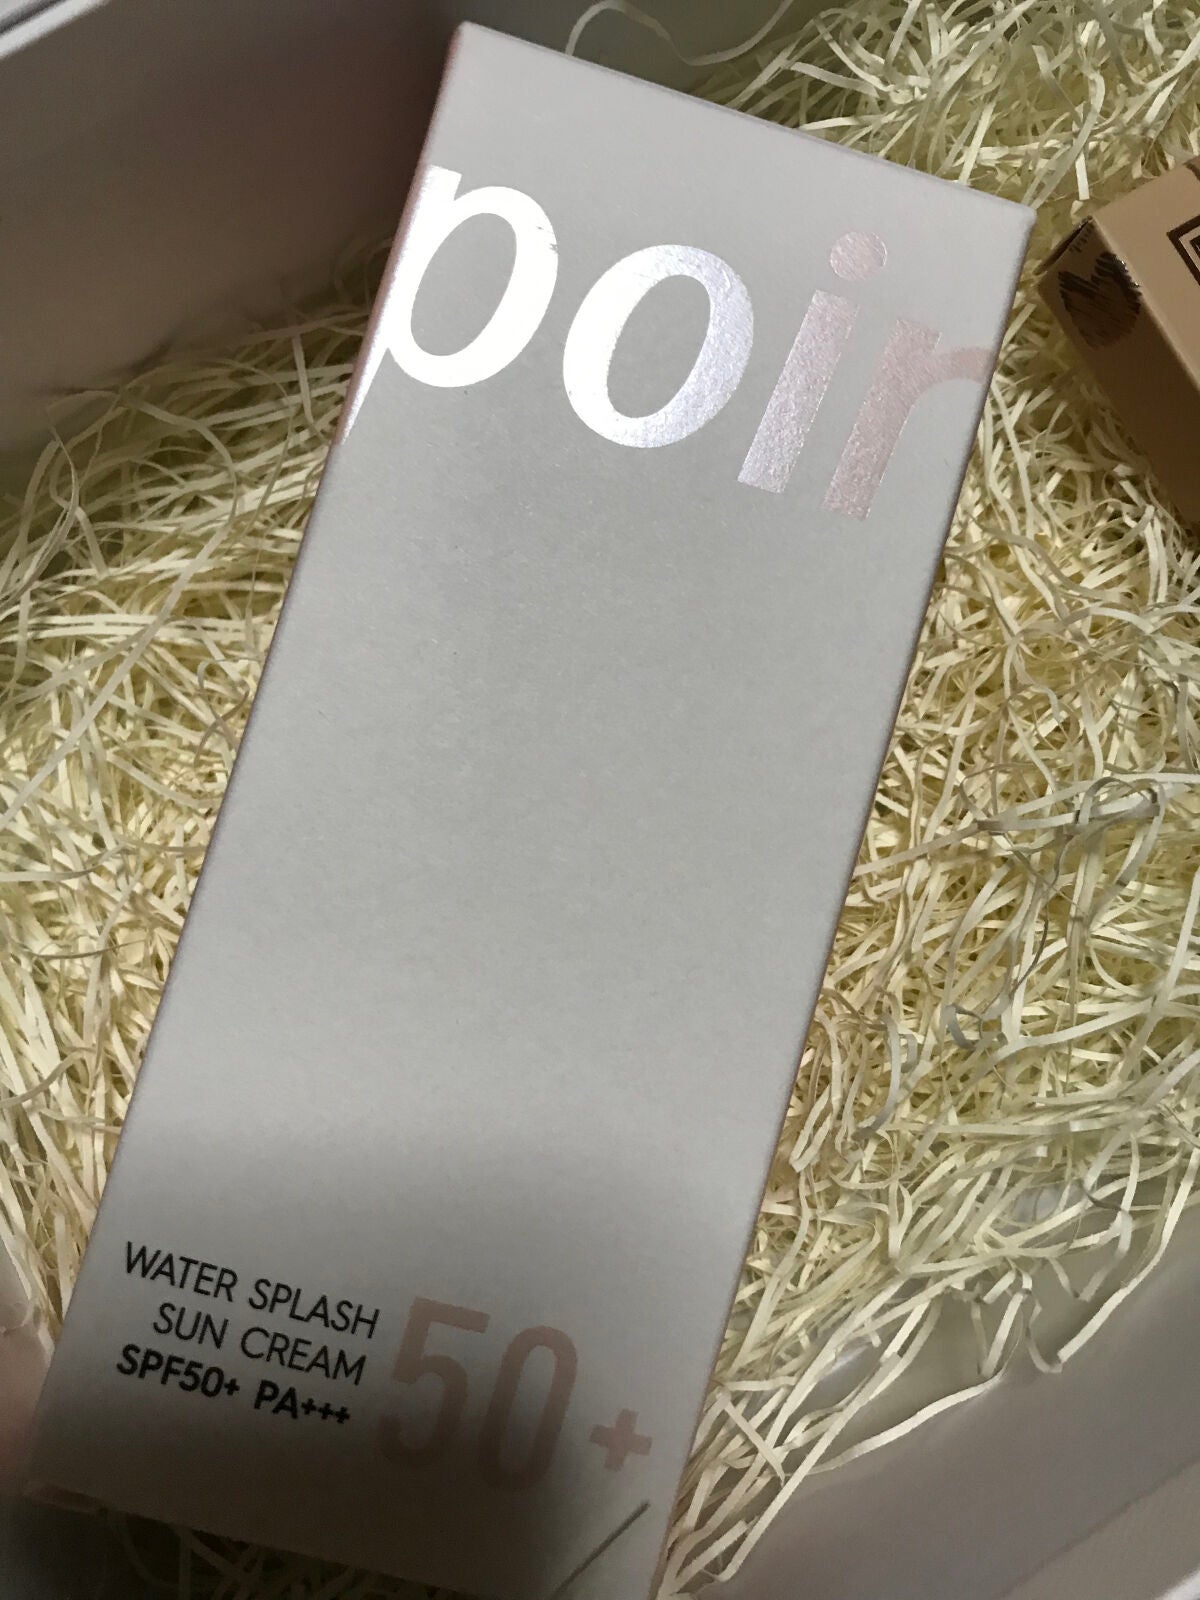 poir
WATER SPLASH
SUN CREAM
SPF50+ PA+++
50+